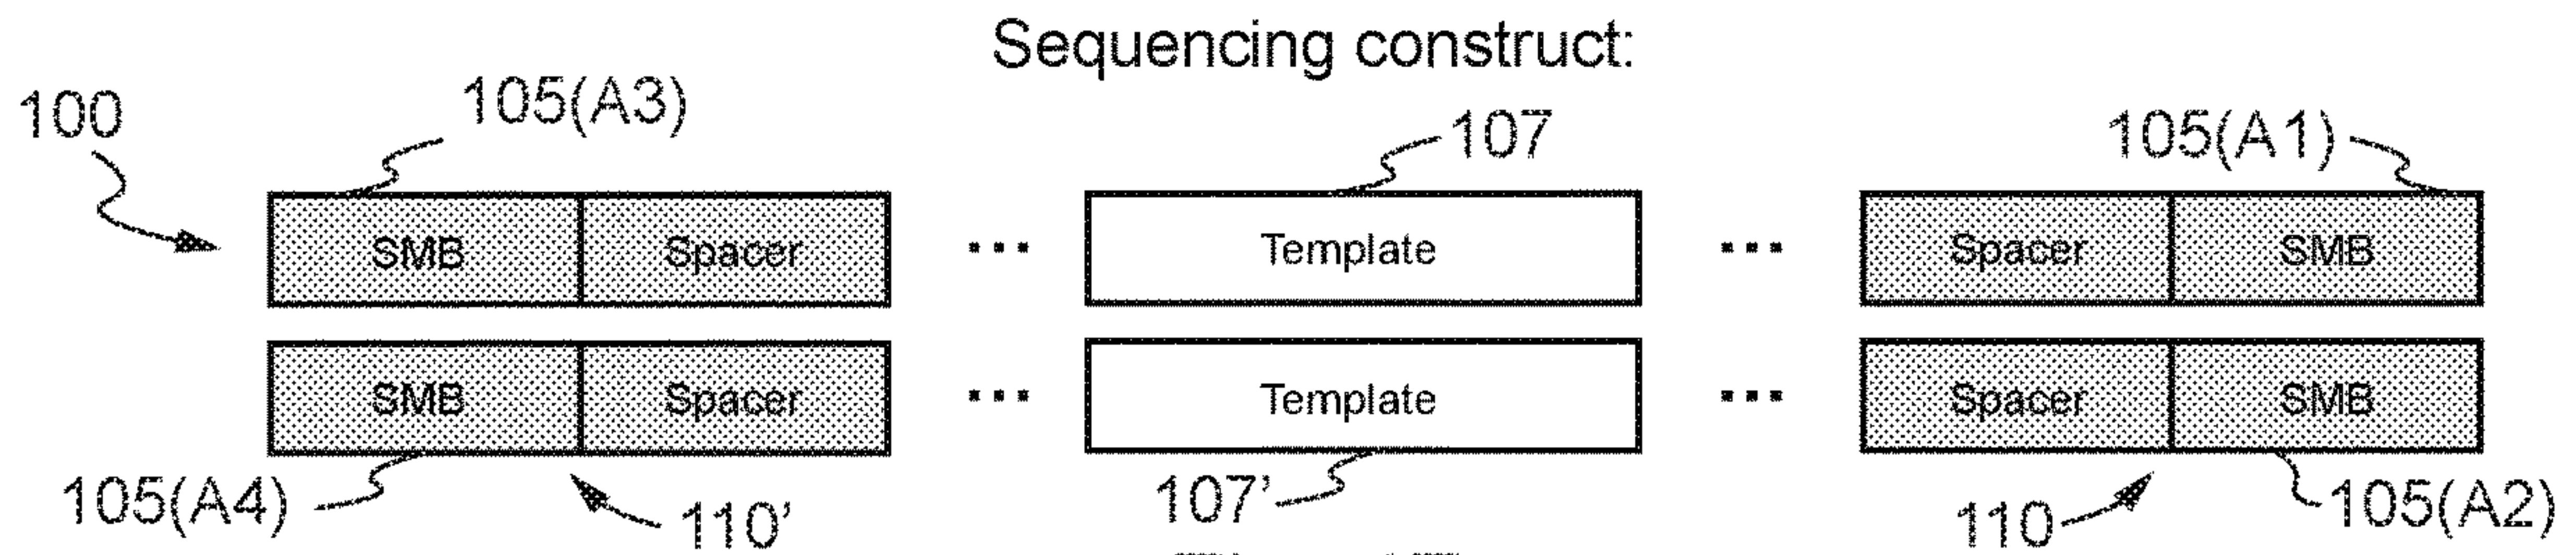 Sequencing construct:
100
105(A3)
107
105(A1)
SMB Spacer ... Template ... Spacer SMB
SMB Spacer ... Template ... Spacer SMB
105(A4)
110’
107’
110
105(A2)